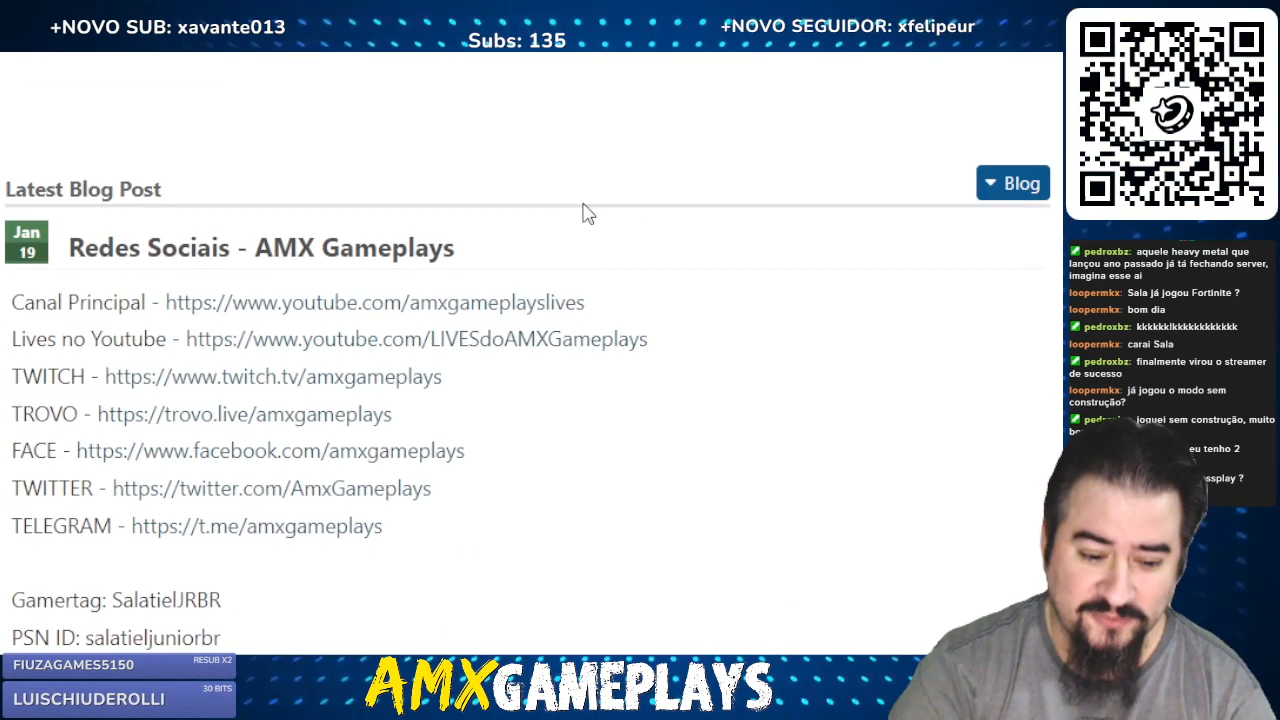 +NOVO SUB: xavante013
Subs: 135
+NOVO SEGUIDOR: xfelipeur
Latest Blog Post
Blog
Jan
19
Redes Sociais - AMX Gameplays
Canal Principal - https://www.youtube.com/amxgameplayslives
Lives no Youtube - https://www.youtube.com/LIVESdoAMXGameplays
TWITCH - https://www.twitch.tv/amxgameplays
TROVO - https://trovo.live/amxgameplays
FACE - https://www.facebook.com/amxgameplays
TWITTER - https://twitter.com/AmxGameplays
TELEGRAM - https://t.me/amxgameplays
Gamertag: SalatielJRBR
PSN ID: salatieljuniorbr
pedroxbz: aquele heavy metal que
lançou ano passado já tá fechando server,
imagina esse ai
loopermkx: Sala já jogou Fortinite ?
loopermkx: bom dia
pedroxbz: kkkkkklkkkkkkkkkkkk
loopermkx: carai Sala
pedroxbz: finalmente virou o streamer
de sucesso
loopermkx: já jogou o modo sem
construção?
joguei sem construção, muito
eu tenho 2
FIUZAGAMES5150
RESUB X2
LUISCHIUDEROLLI
30 BITS
AMXGAMEPLAYS